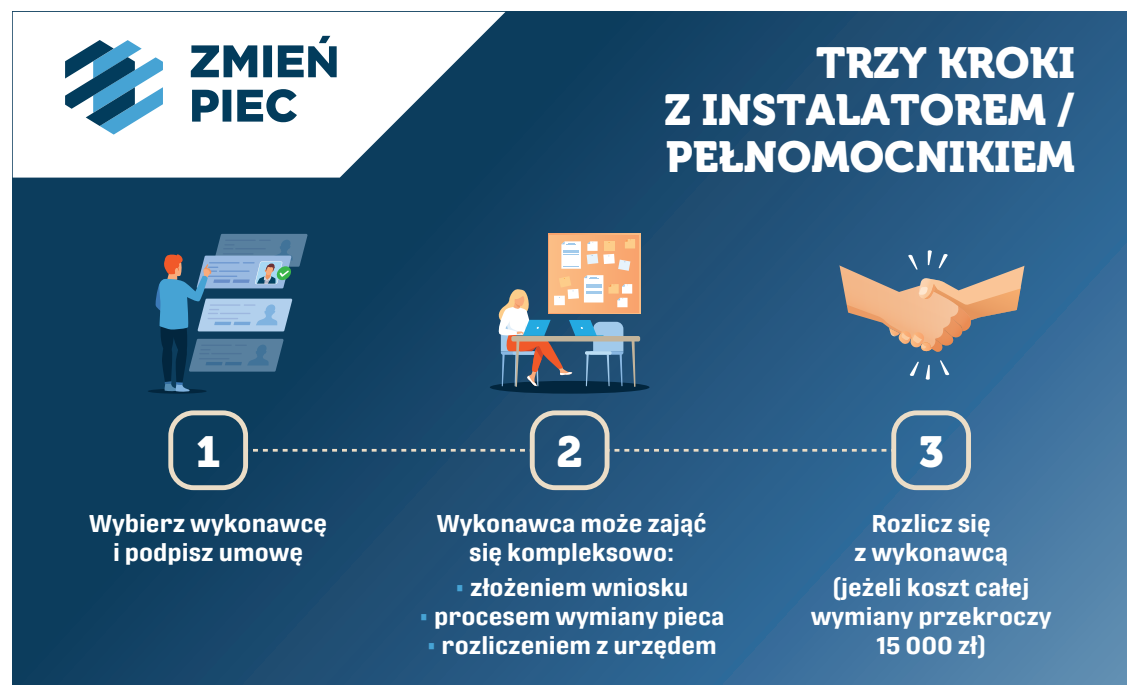 ZMIEŃ
PIEC
TRZY KROKI
Z INSTALATOREM /
PEŁNOMOCNIKIEM
1
Wybierz wykonawcę
i podpisz umowę
2
Wykonawca może zająć
się kompleksowo:
▪ złożeniem wniosku
▪ procesem wymiany pieca
▪ rozliczeniem z urzędem
3
Rozlicz się
z wykonawcą
(jeżeli koszt całej
wymiany przekroczy
15 000 zł)